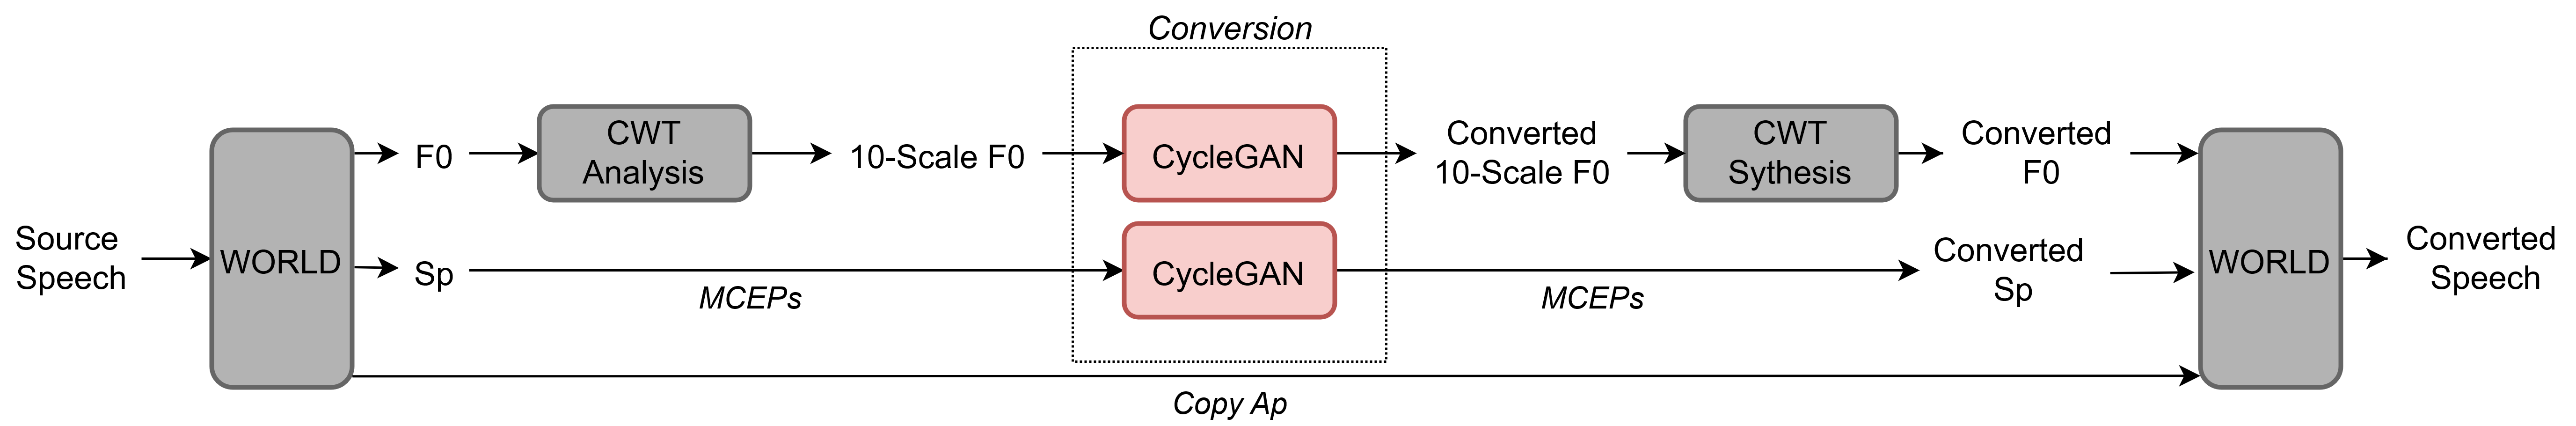 Conversion
Source
Speech
WORLD
F0
CWT
Analysis
10-Scale F0
CycleGAN
Converted
10-Scale F0
CWT
Sythesis
Converted
F0
Sp
MCEPs
CycleGAN
MCEPs
Converted
Sp
WORLD
Converted
Speech
Copy Ap